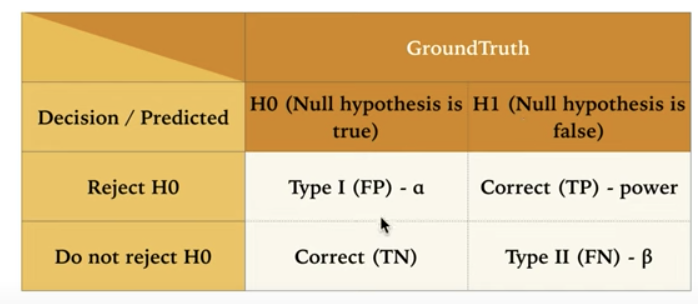 GroundTruth
Decision / Predicted
H0 (Null hypothesis is
true)
H1 (Null hypothesis is
false)
Reject H0
Type I (FP) - α
Correct (TP) - power
Do not reject H0
Correct (TN)
Type II (FN) - β